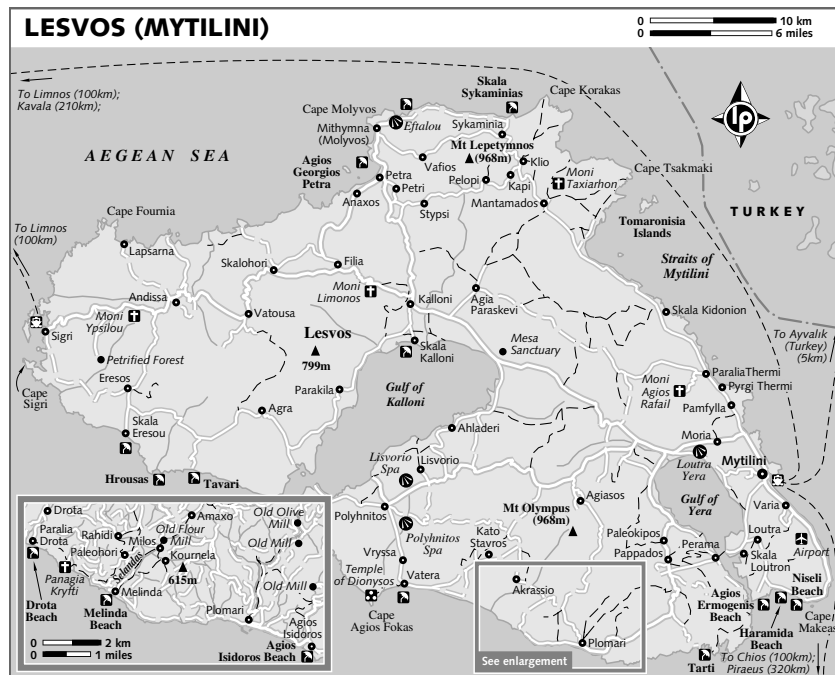 LESVOS (MYTILINI)
0 10 km
0 6 miles
To Limnos (100km);
Kavala (210km);
Skala
Sykaminias
Cape Korakas
Cape Molyvos
Eftalou
Sykaminia
Mithymna
(Molyvos)
Mt Lepetymnos
(968m)
AEGEAN SEA
Agios
Georgios
Petra
Vafios
Klio
Moni
Taxiarhon
Cape Tsakmaki
Petra
Petri
Pelopi
Kapi
Anaxos
Stypsi
Mantamados
Cape Fournia
Tomaronisia
Islands
TURKEY
To Limnos
(100km)
Lapsarna
Skalohori
Filia
Straits of
Mytilini
Moni
Limonos
Andissa
Moni
Ypsilou
Kalloni
Agia
Paraskevi
Skala Kidonion
Sigri
Vatousa
Lesvos
799m
Skala
Kalloni
Mesa
Sanctuary
To Ayvalık
(Turkey)
(5km)
Petrified Forest
Eresos
Cape
Sigri
Parakila
Gulf of
Kalloni
Moni
Agios
Rafail
ParaliaThermi
Pyrgi Thermi
Pamfylla
Skala
Eresou
Agra
Ahladeri
Moria
Mytilini
Loutra
Yera
Hrousas
Tavari
Lisvorio
Spa
Lisvorio
Gulf of
Yera
Varia
Polyhnitos
Mt Olympus
(968m)
Agiasos
Polyhnitos
Spa
Kato
Stavros
Paleokipos
Pappados
Perama
Loutra
Airport
Skala
Loutron
Vryssa
Temple
of Dionysos
Vatera
Cape
Agios Fokas
Akrassio
Plomari
See enlargement
Agios
Ermogenis
Beach
Niseli
Beach
Haramida
Beach
Cape
Makeas
Tarti
To Chios (100km);
Piraeus (320km)
Drota
Amaxo
Old Olive
Mill
Paralia
Drota
Rahidi
Milos
Old Flour
Mill
Old Mill
Paleohori
Kournela
Selandas
615m
Panagia
Kryfti
Old Mill
Drota
Beach
Melinda
Melinda
Beach
Plomari
Agios
Isidoros
Agios
Isidoros Beach
0 2 km
0 1 miles
lp